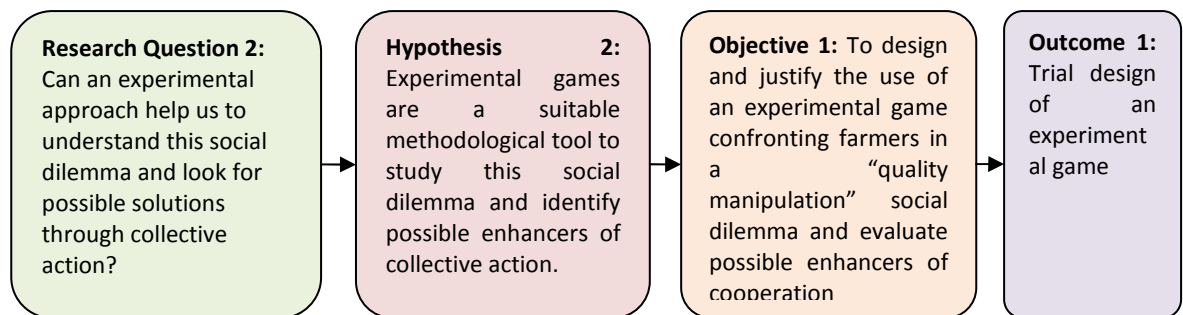 Research Question 2:
Can an experimental
approach help us to
understand this social
dilemma and look for
possible solutions
through collective
action?
Hypothesis 2:
Experimental games
are a suitable
methodological tool to
study this social
dilemma and identify
possible enhancers of
collective action.
Objective 1: To design
and justify the use of
an experimental game
confronting farmers in
a “quality
manipulation” social
dilemma and evaluate
possible enhancers of
cooperation
Outcome 1:
Trial design
of an
experiment
al game